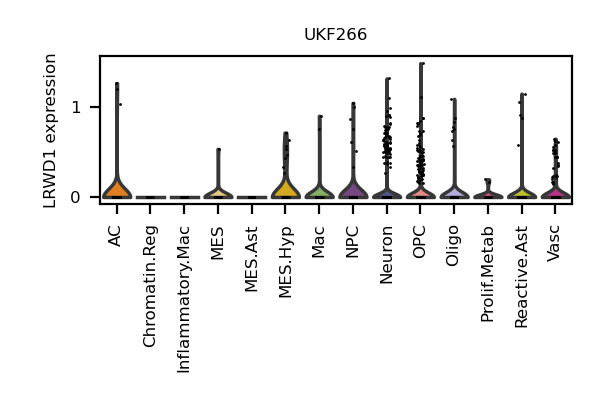 UKF266
LRWD1 expression
1
0
AC
Chromatin.Reg
Inflammatory.Mac
MES
MES.Ast
MES.Hyp
Mac
NPC
Neuron
OPC
Oligo
Prolif.Metab
Reactive.Ast
Vasc